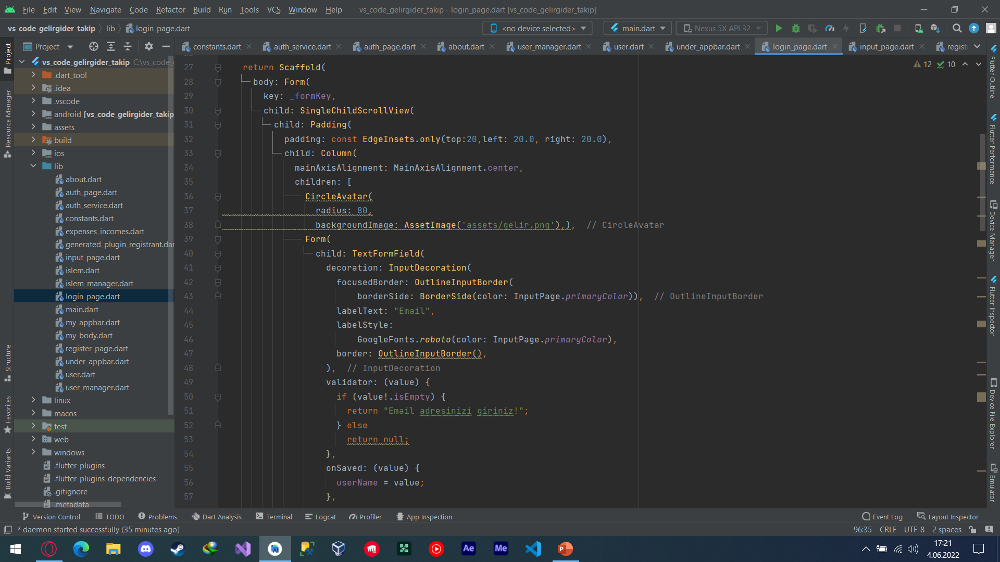 File Edit View Navigate Code Refactor Build Run Tools VCS Window Help vs_code_gelirgider_takip - login_page.dart [vs_code_gelirgider_takip]
vs_code_gelirgider_takip lib login_page.dart <no device selected> main.dart Nexus 5X API 32
Project constants.dart auth_service.dart auth_page.dart about.dart user_manager.dart user.dart under_appbar.dart login_page.dart input_page.dart
vs_code_gelirgider_takip C:\vs_code_
.dart_tool
.idea
.vscode
android [vs_code_gelirgider_takip
assets
build
ios
lib
about.dart
auth_page.dart
auth_service.dart
constants.dart
expenses_incomes.dart
generated_plugin_registrant.dar
input_page.dart
islem.dart
islem_manager.dart
login_page.dart
main.dart
my_appbar.dart
my_body.dart
register_page.dart
under_appbar.dart
user.dart
user_manager.dart
linux
macos
test
web
windows
.flutter-plugins
.flutter-plugins-dependencies
.gitignore
.metadata
Project
Resource Manager
Structure
Favorites
Build Variants
12 10
27 return Scaffold(
28 body: Form(
29 key: _formKey,
30 child: SingleChildScrollView(
31 child: Padding(
32 padding: const EdgeInsets.only(top:20,left: 20.0, right: 20.0),
33 child: Column(
34 mainAxisAlignment: MainAxisAlignment.center,
35 children: [
36 CircleAvatar(
37 radius: 80,
38 backgroundImage: AssetImage('assets/gelir.png'),), // CircleAvatar
39 Form(
40 child: TextFormField(
41 decoration: InputDecoration(
42 focusedBorder: OutlineInputBorder(
43 borderSide: BorderSide(color: InputPage.primaryColor)), // OutlineInputBorder
44 labelText: "Email",
45 labelStyle:
46 GoogleFonts.roboto(color: InputPage.primaryColor),
47 border: OutlineInputBorder(),
48 ), // InputDecoration
49 validator: (value) {
50 if (value!.isEmpty) {
51 return "Email adresinizi giriniz!";
52 } else
53 return null;
54 },
55 onSaved: (value) {
56 userName = value;
57 },
Flutter Outline
Flutter Performance
Device Manager
Flutter Inspector
Device File Explorer
Emulator
Version Control TODO Problems Dart Analysis Terminal Logcat Profiler App Inspection Event Log Layout Inspector
* daemon started successfully (35 minutes ago) 96:35 CRLF UTF-8 2 spaces
Ae Me P
17:21
4.06.2022